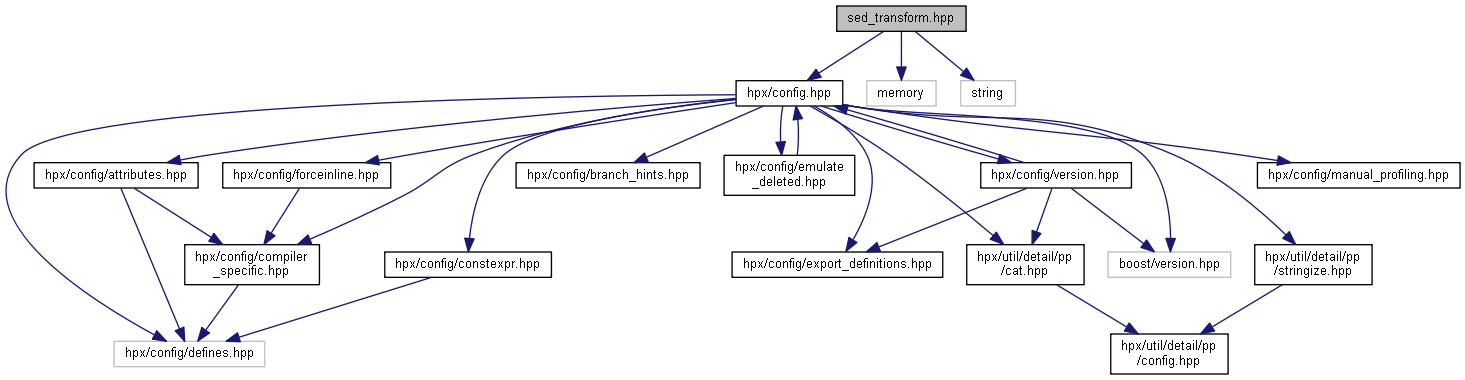 sed_transform.hpp
hpx/config.hpp
memory
string
hpx/config/attributes.hpp
hpx/config/forceinline.hpp
hpx/config/branch_hints.hpp
hpx/config/emulate
_deleted.hpp
hpx/config/version.hpp
hpx/config/manual_profiling.hpp
hpx/config/compiler
_specific.hpp
hpx/config/constexpr.hpp
hpx/config/export_definitions.hpp
hpx/util/detail/pp
/cat.hpp
boost/version.hpp
hpx/util/detail/pp
/stringize.hpp
hpx/config/defines.hpp
hpx/util/detail/pp
/config.hpp